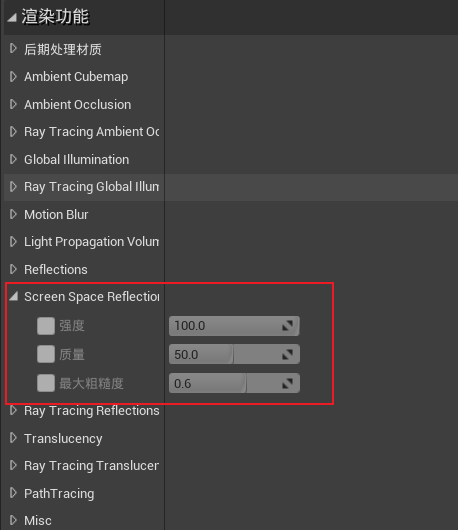 渲染功能
后期处理材质
Ambient Cubemap
Ambient Occlusion
Ray Tracing Ambient Oc
Global Illumination
Ray Tracing Global Illum
Motion Blur
Light Propagation Volum
Reflections
Screen Space Reflection
强度 100.0
质量 50.0
最大粗糙度 0.6
Ray Tracing Reflections
Translucency
Ray Tracing Translucen
PathTracing
Misc